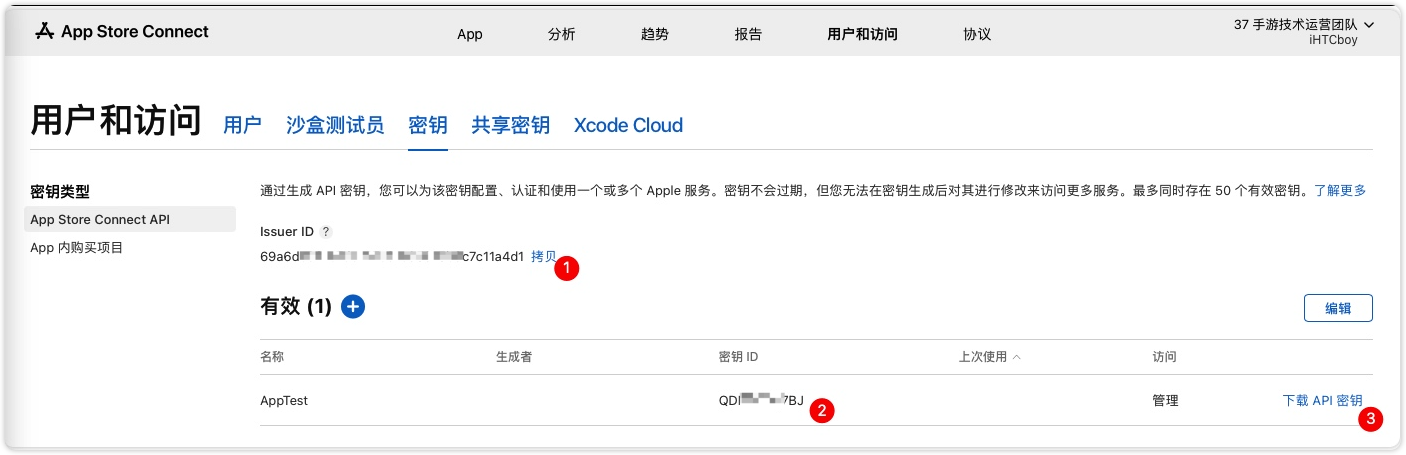 App Store Connect
App 分析 趋势 报告 用户和访问 协议
37 手游技术运营团队
iHTCboy
用户和访问 用户 沙盒测试员 密钥 共享密钥 Xcode Cloud
密钥类型
App Store Connect API
App 内购买项目
通过生成 API 密钥，您可以为该密钥配置、认证和使用一个或多个 Apple 服务。密钥不会过期，但您无法在密钥生成后对其进行修改来访问更多服务。最多同时存在 50 个有效密钥。了解更多
Issuer ID ?
69a6d c7c11a4d1 拷贝 1
有效 (1) +
编辑
名称 生成者 密钥 ID 上次使用 访问
AppTest QDI 7BJ 2 管理 下载 API 密钥 3